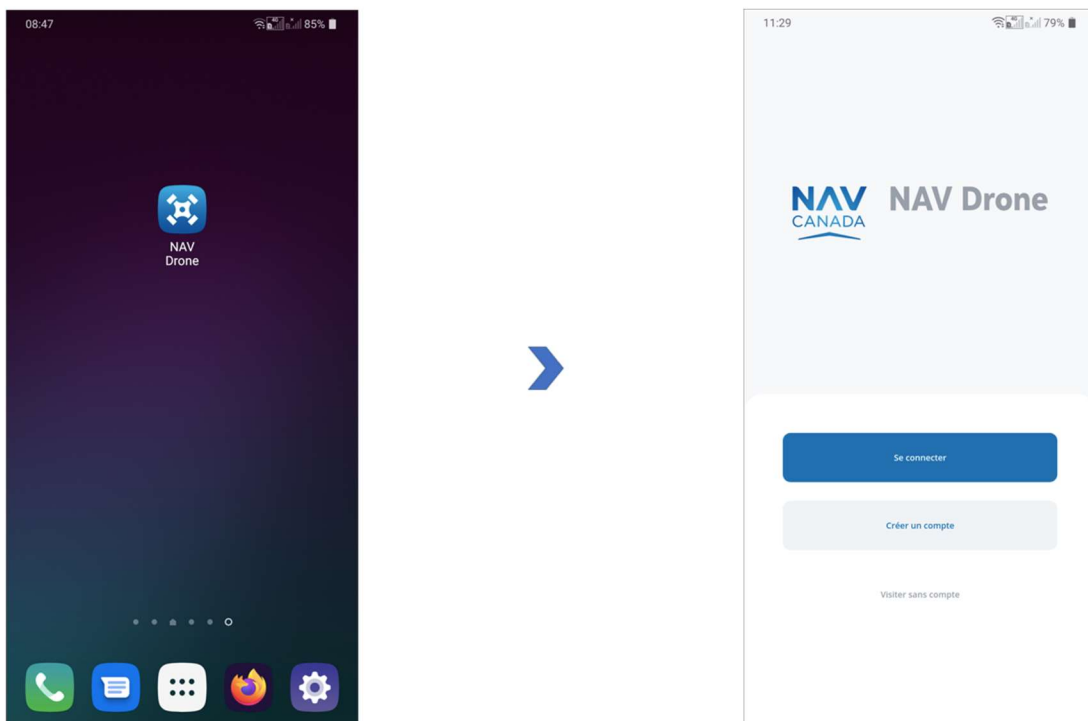 08:47
85%
NAV
Drone
11:29
79%
NAV
CANADA
NAV Drone
Se connecter
Créer un compte
Visiter sans compte